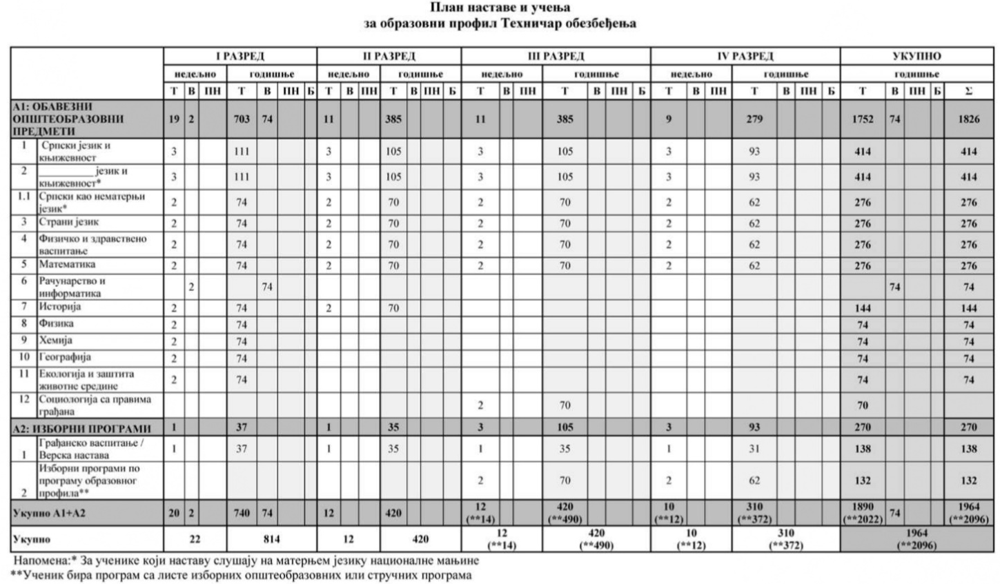 План наставе и учења
за образовни профил Техничар обезбеђења
I РАЗРЕД II РАЗРЕД III РАЗРЕД IV РАЗРЕД УКУПНО
недељно годишње недељно годишње недељно годишње недељно годишње годишње
Т В ПН Т В ПН Б Т В ПН Т В ПН Б Т В ПН Т В ПН Б Т В ПН Т В ПН Б Т В ПН Б Σ
А1: ОБАВЕЗНИ
ОПШТЕОБРАЗОВНИ
ПРЕДМЕТИ
19 2 703 74 11 385 11 385 9 279 1752 74 1826
1 Српски језик и
књижевност
3 111 3 105 3 105 3 93 414 414
2 __________језик и
књижевност*
3 111 3 105 3 105 3 93 414 414
1.1 Српски као нематерњи
језик*
2 74 2 70 2 70 2 62 276 276
3 Страни језик 2 74 2 70 2 70 2 62 276 276
4 Физичко и здравствено
васпитање
2 74 2 70 2 70 2 62 276 276
5 Математика 2 74 2 70 2 70 2 62 276 276
6 Рачунарство и
информатика
2 74 74 74
7 Историја 2 74 2 70 144 144
8 Физика 2 74 74 74
9 Хемија 2 74 74 74
10 Географија 2 74 74 74
11 Екологија и заштита
животне средине
2 74 74 74
12 Социологија са правима
грађана
2 70 70
А2: ИЗБОРНИ ПРОГРАМИ 1 37 1 35 3 105 3 93 270 270
1 Грађанско васпитање /
Верска настава
1 37 1 35 1 35 1 31 138 138
2 Изборни програми по
програму образовног
профила**
2 70 2 62 132 132
Укупно А1+А2 20 2 740 74 12 420 12 420 10 310 1890 74 1964
(**14) (**490) (**12) (**372) (**2022) (**2096)
Укупно 22 814 12 420 12 420 10 310 1964
(**14) (**490) (**12) (**372) (**2096)
Напомена:* За ученике који наставу слушају на матерњем језику националне мањине
**Ученик бира програм са листе изборних општеобразовних или стручних програма